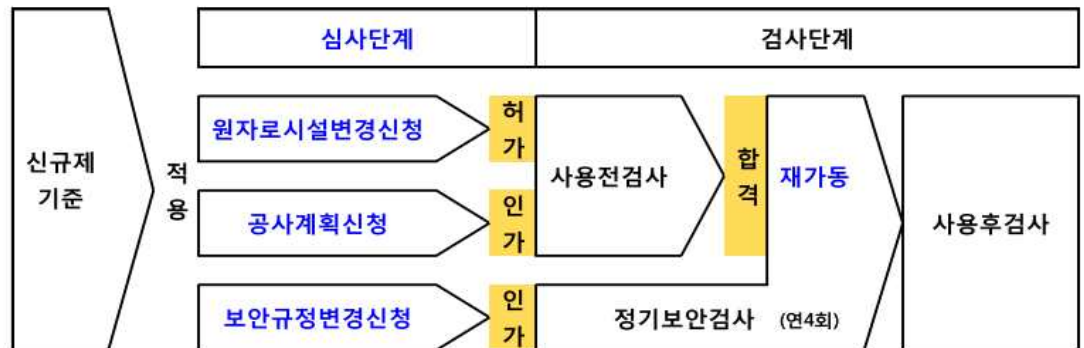 심사단계
검사단계
신규제
기준
적
용
원자로시설변경신청
허
가
공사계획신청
인
가
보안규정변경신청
인
가
사용전검사
합
격
재가동
정기보안검사 (연4회)
사용후검사